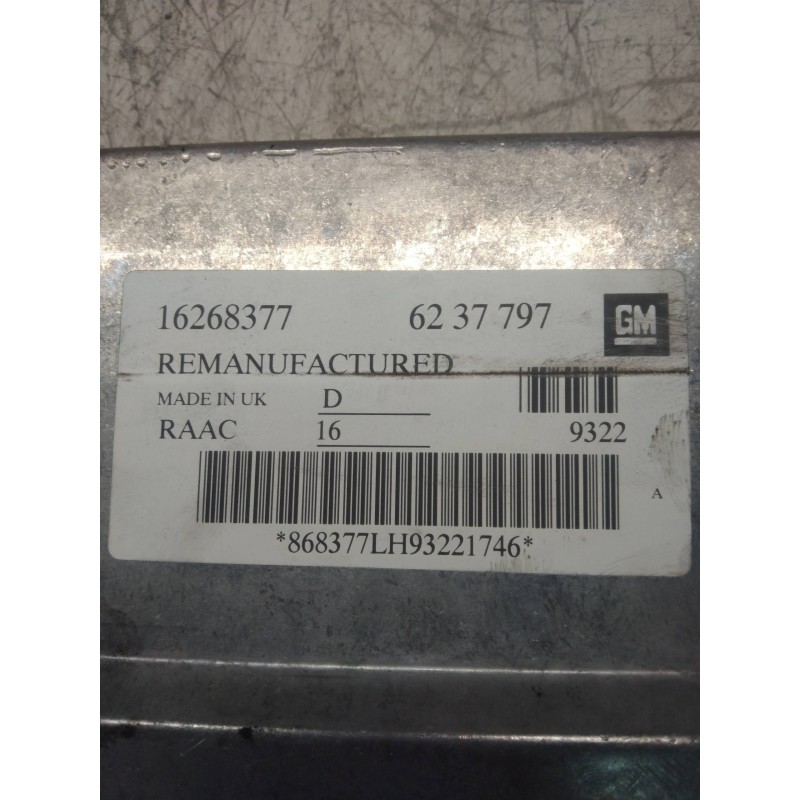 16268377 62 37 797 GM
REMANUFACTURED
MADE IN UK D
RAAC 16 9322
A
*868377LH93221746*